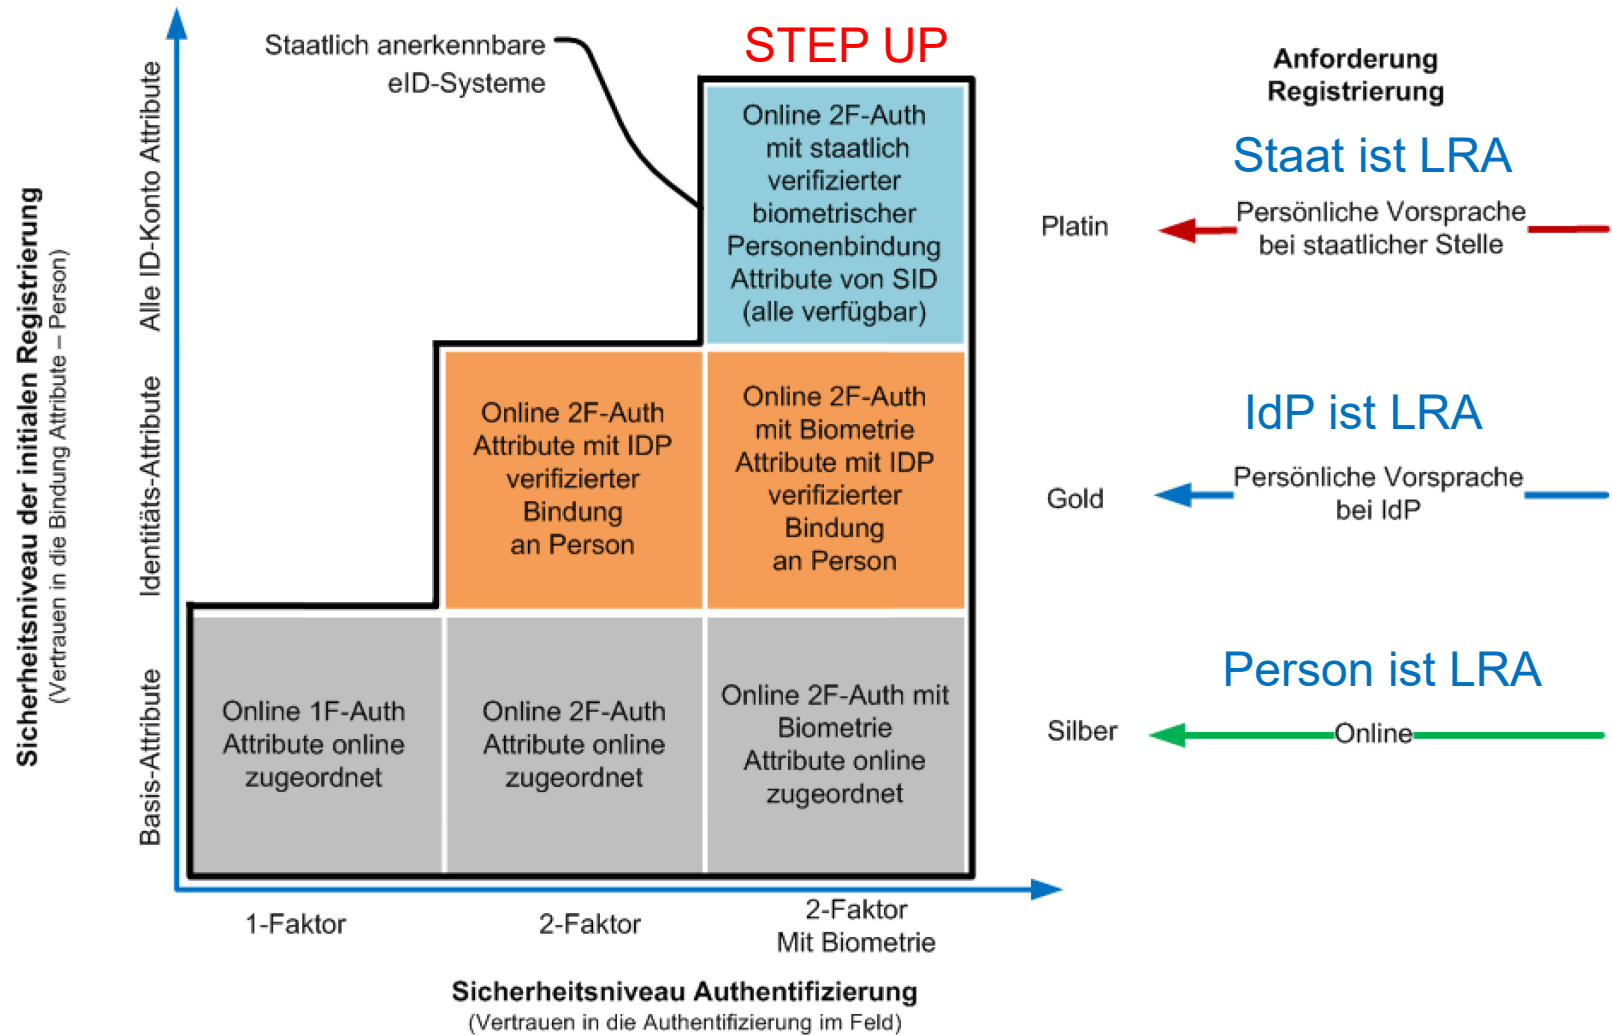 STEP UP
Staatlich anerkennbare
eID-Systeme
Anforderung
Registrierung
Sicherheitsniveau der initialen Registrierung
(Vertrauen in die Bindung Attribute – Person)
Alle ID-Konto Attribute
Identitäts-Attribute
Basis-Attribute
Online 2F-Auth
mit staatlich
verifizierter
biometrischer
Personenbindung
Attribute von SID
(alle verfügbar)
Platin
Staat ist LRA
Persönliche Vorsprache
bei staatlicher Stelle
Online 2F-Auth
Attribute mit IDP
verifizierter
Bindung
an Person
Online 2F-Auth
mit Biometrie
Attribute mit IDP
verifizierter
Bindung
an Person
Gold
IdP ist LRA
Persönliche Vorsprache
bei IdP
Online 1F-Auth
Attribute online
zugeordnet
Online 2F-Auth
Attribute online
zugeordnet
Online 2F-Auth mit
Biometrie
Attribute online
zugeordnet
Silber
Person ist LRA
Online
1-Faktor
2-Faktor
2-Faktor
Mit Biometrie
Sicherheitsniveau Authentifizierung
(Vertrauen in die Authentifizierung im Feld)